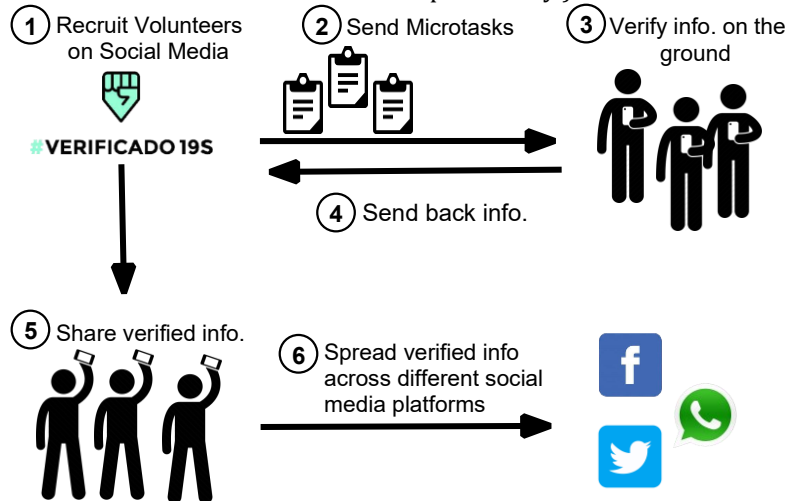 1 Recruit Volunteers
on Social Media
#VERIFICADO 19S
2 Send Microtasks
3 Verify info. on the
ground
4 Send back info.
5 Share verified info.
6 Spread verified info
across different social
media platforms